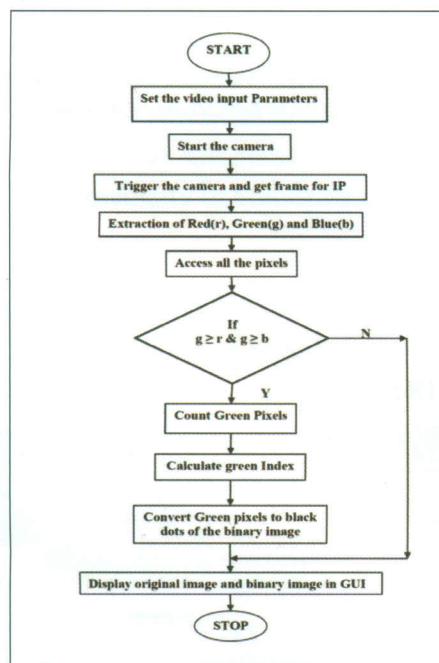 START
Set the video input Parameters
Start the camera
Trigger the camera and get frame for IP
Extraction of Red(r), Green(g) and Blue(b)
Access all the pixels
If
g ≥ r & g ≥ b
N
Y
Count Green Pixels
Calculate green Index
Convert Green pixels to black
dots of the binary image
Display original image and binary image in GUI
STOP